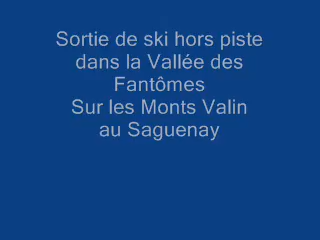 Sortie de ski hors piste
dans la Vallée des
Fantômes
Sur les Monts Valin
au Saguenay